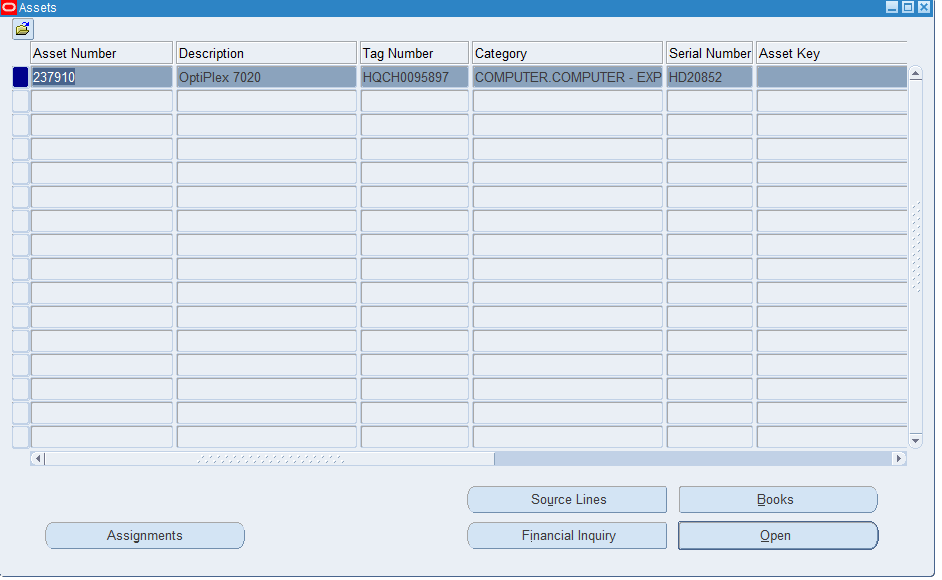 Assets
Asset Number Description Tag Number Category Serial Number Asset Key
237910 OptiPlex 7020 HQCH0095897 COMPUTER.COMPUTER - EXP HD20852
Source Lines Books
Assignments Financial Inquiry Open